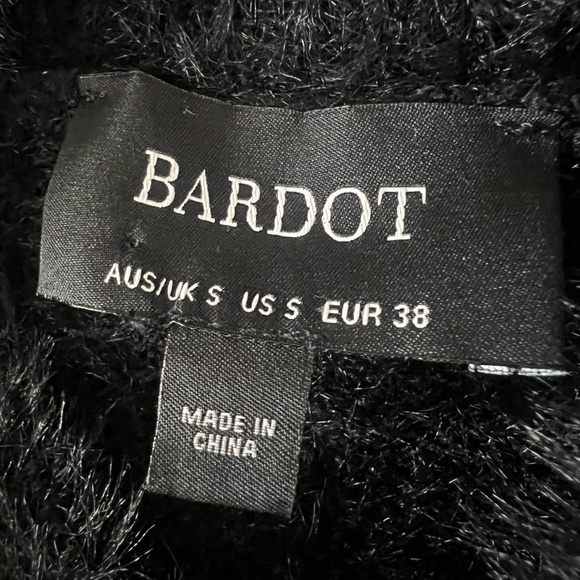 BARDOT
AUS/UK S US S EUR 38
MADE IN
CHINA